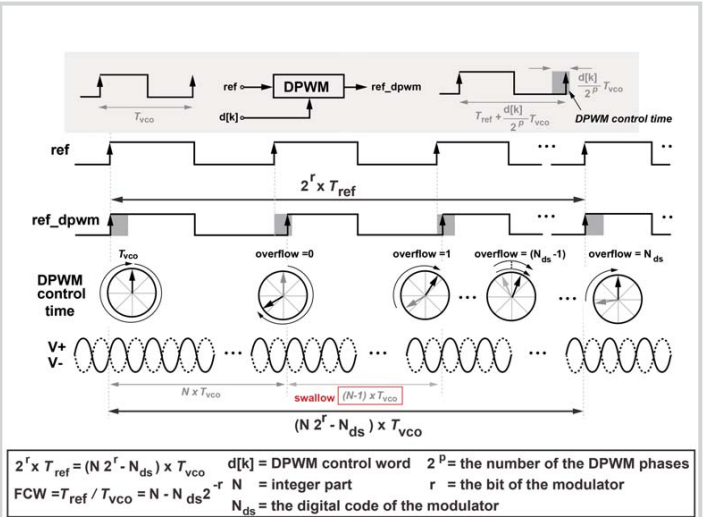 ref
DPWM
ref_dpwm
d[k]
T_vco
d[k]/2^p T_vco
T_ref + d[k]/2^p T_vco
DPWM control time
ref
...
..
2^r x T_ref
ref_dpwm
...
..
T_vco
overflow =0
overflow =1
overflow = (N_ds -1)
overflow = N_ds
DPWM
control
time
...
...
V+
V-
...
...
...
...
N x T_vco
swallow (N-1) x T_vco
(N 2^r - N_ds ) x T_vco
2^r x T_ref = (N 2^r - N_ds ) x T_vco
FCW = T_ref / T_vco = N - N_ds 2^-r
d[k] = DPWM control word
N = integer part
N_ds = the digital code of the modulator
2^p = the number of the DPWM phases
r = the bit of the modulator